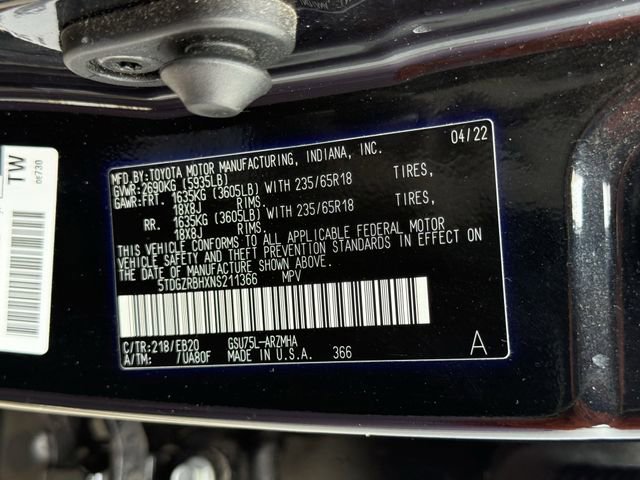 04/22
MFD.BY:TOYOTA MOTOR MANUFACTURING, INDIANA, INC.
GVWR:2690KG (5935LB)
GAWR:FRT. 1635KG (3605LB) WITH 235/65R18 TIRES,
18X8J RIMS.
RR. 1635KG (3605LB) WITH 235/65R18 TIRES,
18X8J RIMS.
THIS VEHICLE CONFORMS TO ALL APPLICABLE FEDERAL MOTOR
VEHICLE SAFETY AND THEFT PREVENTION STANDARDS IN EFFECT ON
THE DATE OF MANUFACTURE SHOWN ABOVE.
5TDGZRBHXNS211366 MPV
C/TR:218/EB20 GSU75L-ARZMHA
A/TM: /UA80F MADE IN U.S.A. 366
A
TW
0E730